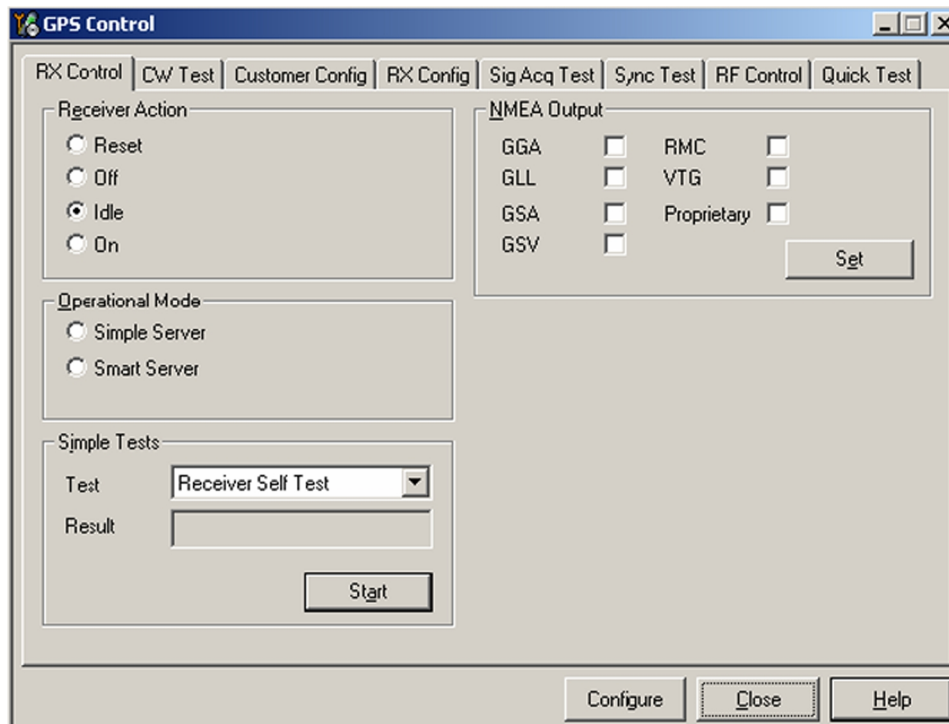 GPS Control
RX Control
CW Test
Customer Config
RX Config
Sig Acq Test
Sync Test
RF Control
Quick Test
Receiver Action
Reset
Off
Idle
On
Operational Mode
Simple Server
Smart Server
Simple Tests
Test
Receiver Self Test
Result
Start
NMEA Output
GGA
RMC
GLL
VTG
GSA
Proprietary
GSV
Set
Configure
Close
Help